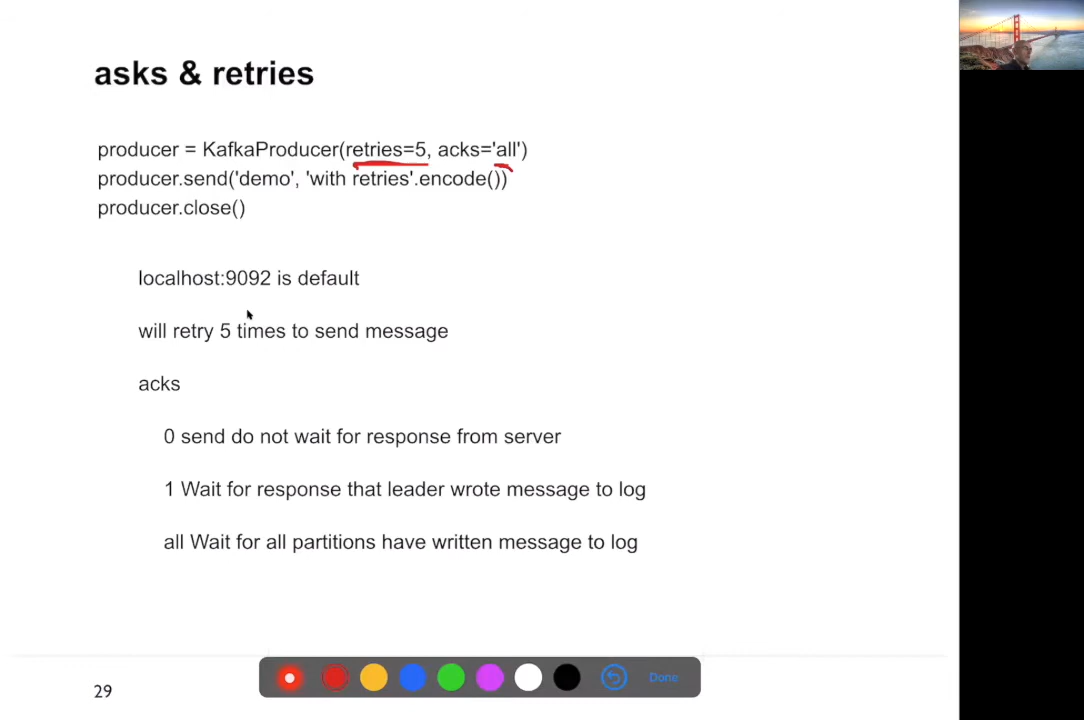 asks & retries
producer = KafkaProducer(retries=5, acks='all')
producer.send('demo', 'with retries'.encode())
producer.close()
localhost:9092 is default
will retry 5 times to send message
acks
0 send do not wait for response from server
1 Wait for response that leader wrote message to log
all Wait for all partitions have written message to log
Done
29